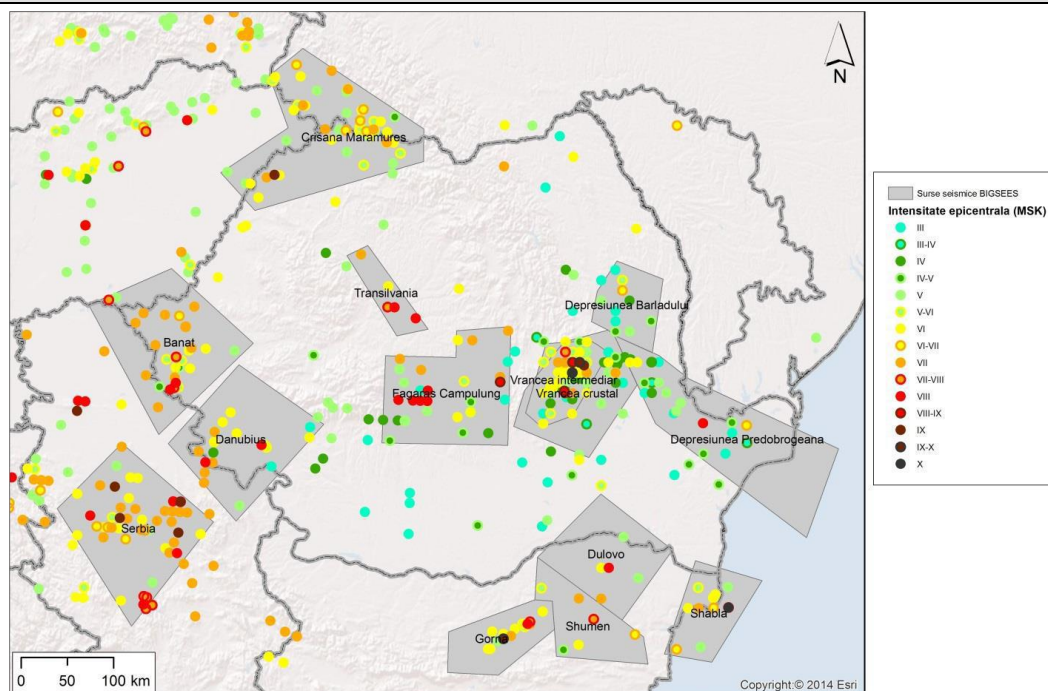 N
Crisana Maramures
Transilvania
Depresiunea Barladului
Banat
Fagaras Campulung
Vrancea intermediar
Vrancea crustal
Danubius
Depresiunea Predobrogeana
Serbia
Dulovo
Shabla
Shumen
Gorna
0 50 100 km
Copyright:© 2014 Esri
Surse seismice BIGSEES
Intensitate epicentrala (MSK)
III
III-IV
IV
IV-V
V
V-VI
VI
VI-VII
VII
VII-VIII
VIII
VIII-IX
IX
IX-X
X